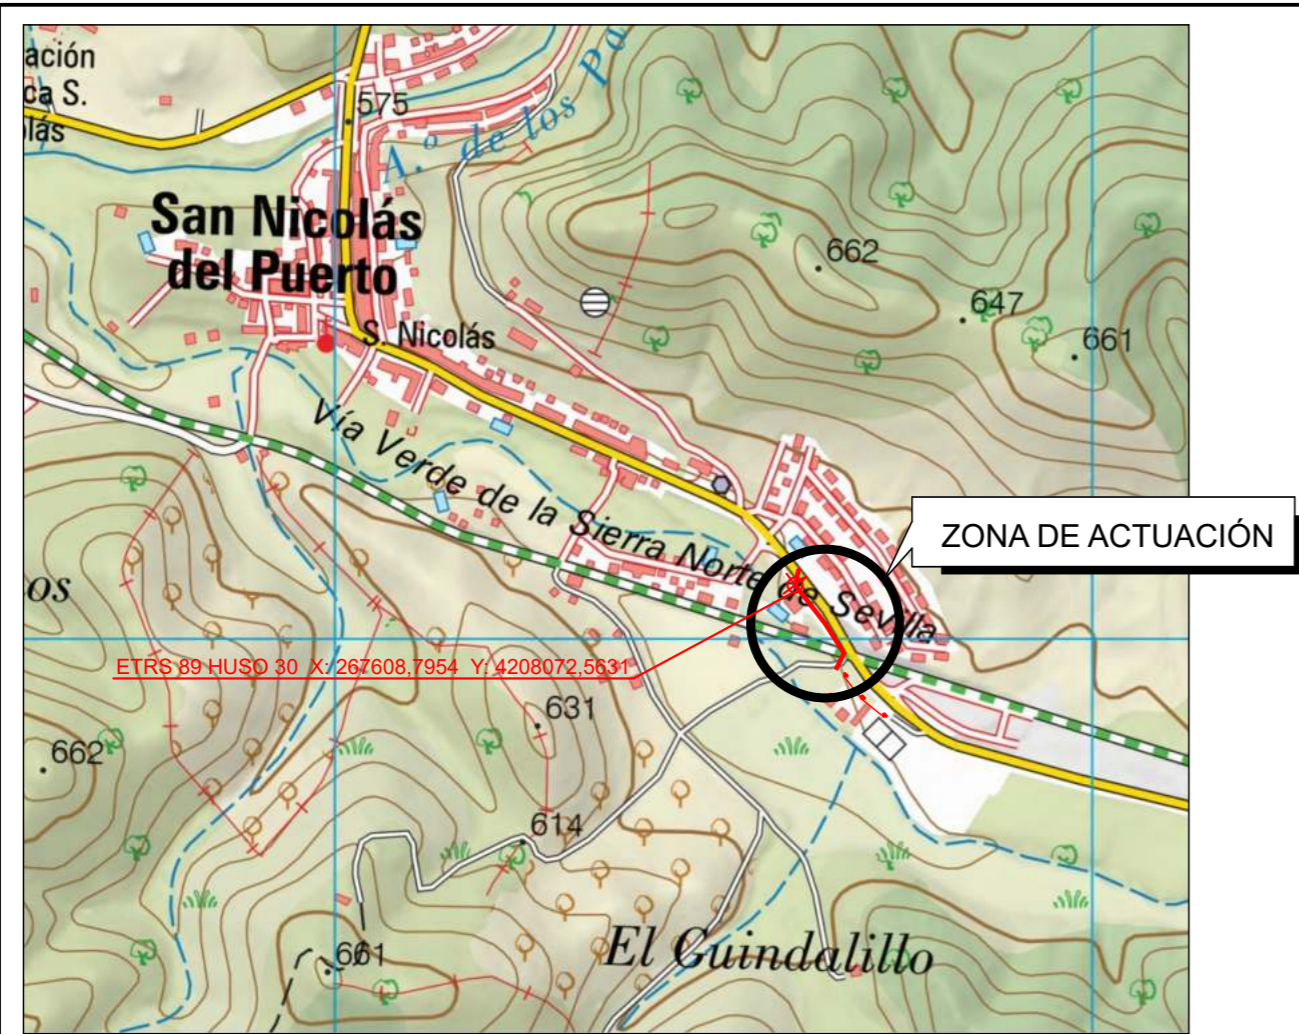 ación
ca S.
lás
575
A.º de los Pa
San Nicolás
del Puerto
S. Nicolás
662
647
661
Vía Verde de la Sierra Norte de Sevilla
ZONA DE ACTUACIÓN
os
ETRS 89 HUSO 30 X: 267608,7954 Y: 4208072,5631
631
662
614
661
El Guindalillo